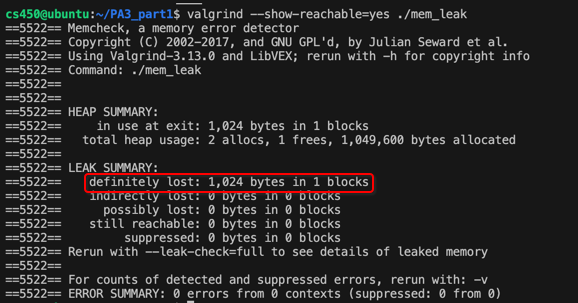 cs450@ubuntu:~/PA3_part1$ valgrind --show-reachable=yes ./mem_leak
==5522== Memcheck, a memory error detector
==5522== Copyright (C) 2002-2017, and GNU GPL'd, by Julian Seward et al.
==5522== Using Valgrind-3.13.0 and LibVEX; rerun with -h for copyright info
==5522== Command: ./mem_leak
==5522==
==5522==
==5522== HEAP SUMMARY:
==5522==     in use at exit: 1,024 bytes in 1 blocks
==5522==   total heap usage: 2 allocs, 1 frees, 1,049,600 bytes allocated
==5522==
==5522== LEAK SUMMARY:
==5522==    definitely lost: 1,024 bytes in 1 blocks
==5522==    indirectly lost: 0 bytes in 0 blocks
==5522==      possibly lost: 0 bytes in 0 blocks
==5522==    still reachable: 0 bytes in 0 blocks
==5522==         suppressed: 0 bytes in 0 blocks
==5522== Rerun with --leak-check=full to see details of leaked memory
==5522==
==5522== For counts of detected and suppressed errors, rerun with: -v
==5522== ERROR SUMMARY: 0 errors from 0 contexts (suppressed: 0 from 0)